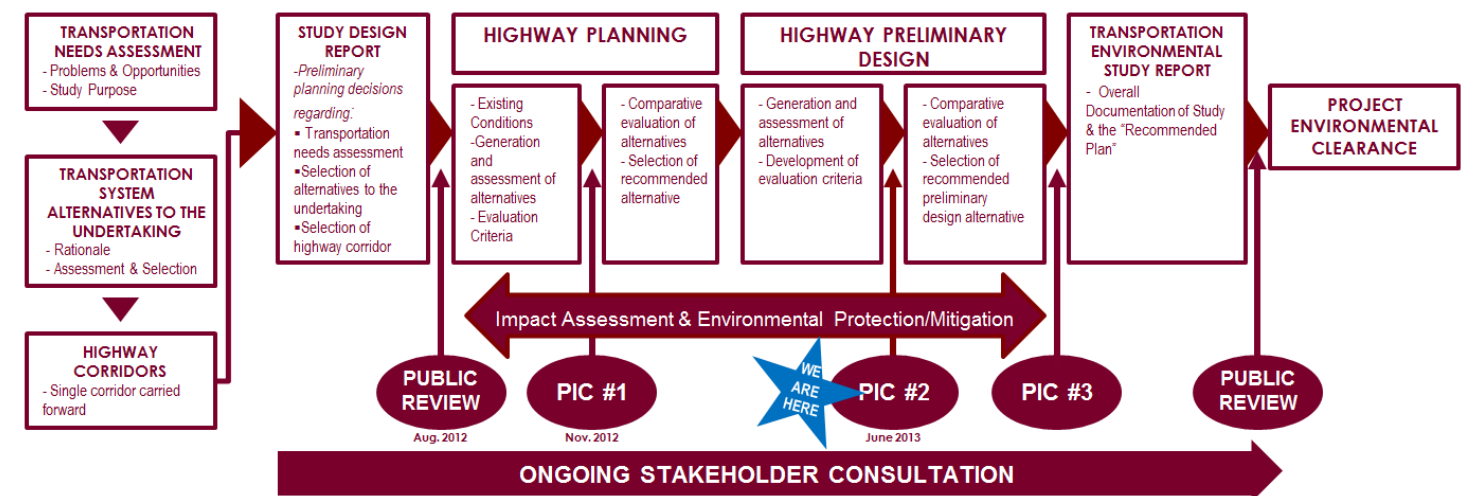 TRANSPORTATION
NEEDS ASSESSMENT
- Problems & Opportunities
- Study Purpose
TRANSPORTATION
SYSTEM
ALTERNATIVES TO THE
UNDERTAKING
- Rationale
- Assessment & Selection
HIGHWAY
CORRIDORS
- Single corridor carried
forward
STUDY DESIGN
REPORT
-Preliminary
planning decisions
regarding:
▪ Transportation
needs assessment
▪Selection of
alternatives to the
undertaking
▪Selection of
highway corridor
HIGHWAY PLANNING
- Existing
Conditions
-Generation
and
assessment of
alternatives
- Evaluation
Criteria
- Comparative
evaluation of
alternatives
- Selection of
recommended
alternative
HIGHWAY PRELIMINARY
DESIGN
- Generation and
assessment of
alternatives
- Development of
evaluation criteria
- Comparative
evaluation of
alternatives
- Selection of
recommended
preliminary
design alternative
TRANSPORTATION
ENVIRONMENTAL
STUDY REPORT
- Overall
Documentation of Study
& the “Recommended
Plan”
PROJECT
ENVIRONMENTAL
CLEARANCE
Impact Assessment & Environmental Protection/Mitigation
PUBLIC
REVIEW
Aug. 2012
PIC #1
Nov. 2012
WE
ARE
HERE
PIC #2
June 2013
PIC #3
PUBLIC
REVIEW
ONGOING STAKEHOLDER CONSULTATION